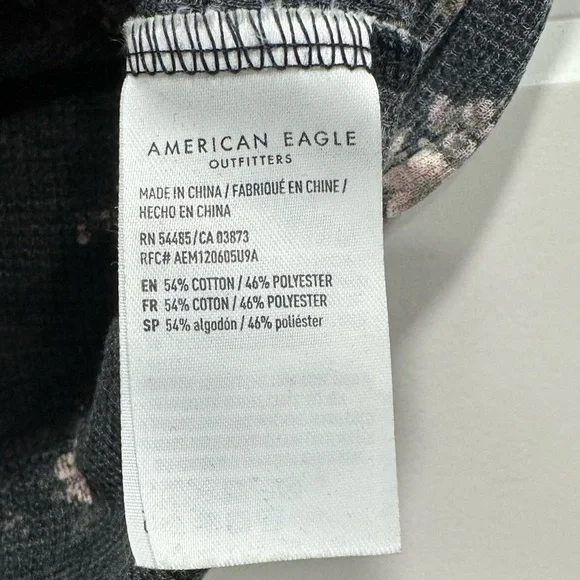 AMERICAN EAGLE
OUTFITTERS
MADE IN CHINA / FABRIQUÉ EN CHINE /
HECHO EN CHINA
RN 54485/CA 03873
RFC# AEM120605U9A
EN 54% COTTON / 46% POLYESTER
FR 54% COTON / 46% POLYESTER
SP 54% algodón / 46% poliéster